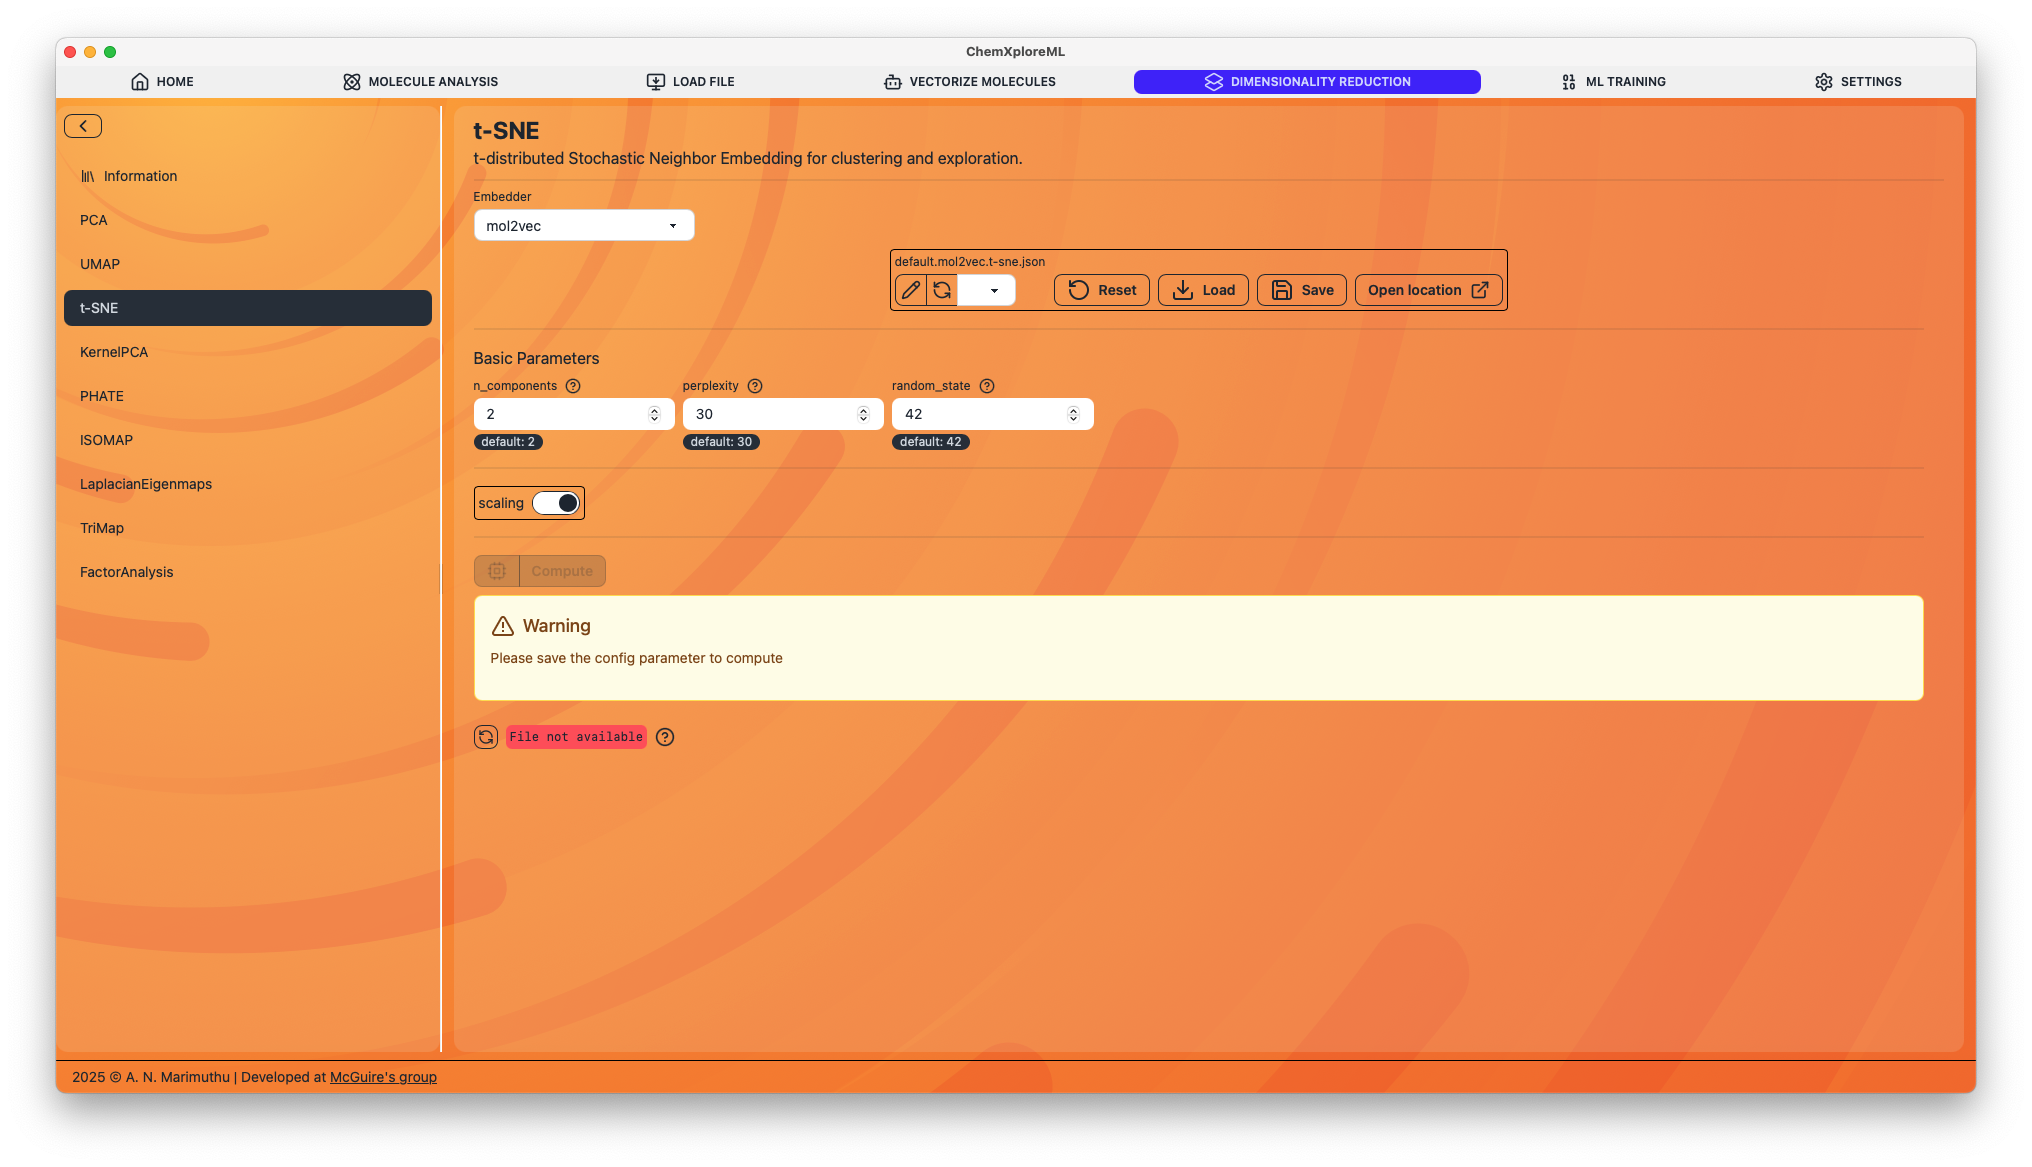 ChemXploreML
HOME
MOLECULE ANALYSIS
LOAD FILE
VECTORIZE MOLECULES
DIMENSIONALITY REDUCTION
ML TRAINING
SETTINGS
Information
PCA
UMAP
t-SNE
KernelPCA
PHATE
ISOMAP
LaplacianEigenmaps
TriMap
FactorAnalysis
t-SNE
t-distributed Stochastic Neighbor Embedding for clustering and exploration.
Embedder
mol2vec
default.mol2vec.t-sne.json
Reset
Load
Save
Open location
Basic Parameters
n_components
perplexity
random_state
2
30
42
default: 2
default: 30
default: 42
scaling
Compute
Warning
Please save the config parameter to compute
File not available
2025 © A. N. Marimuthu | Developed at McGuire's group